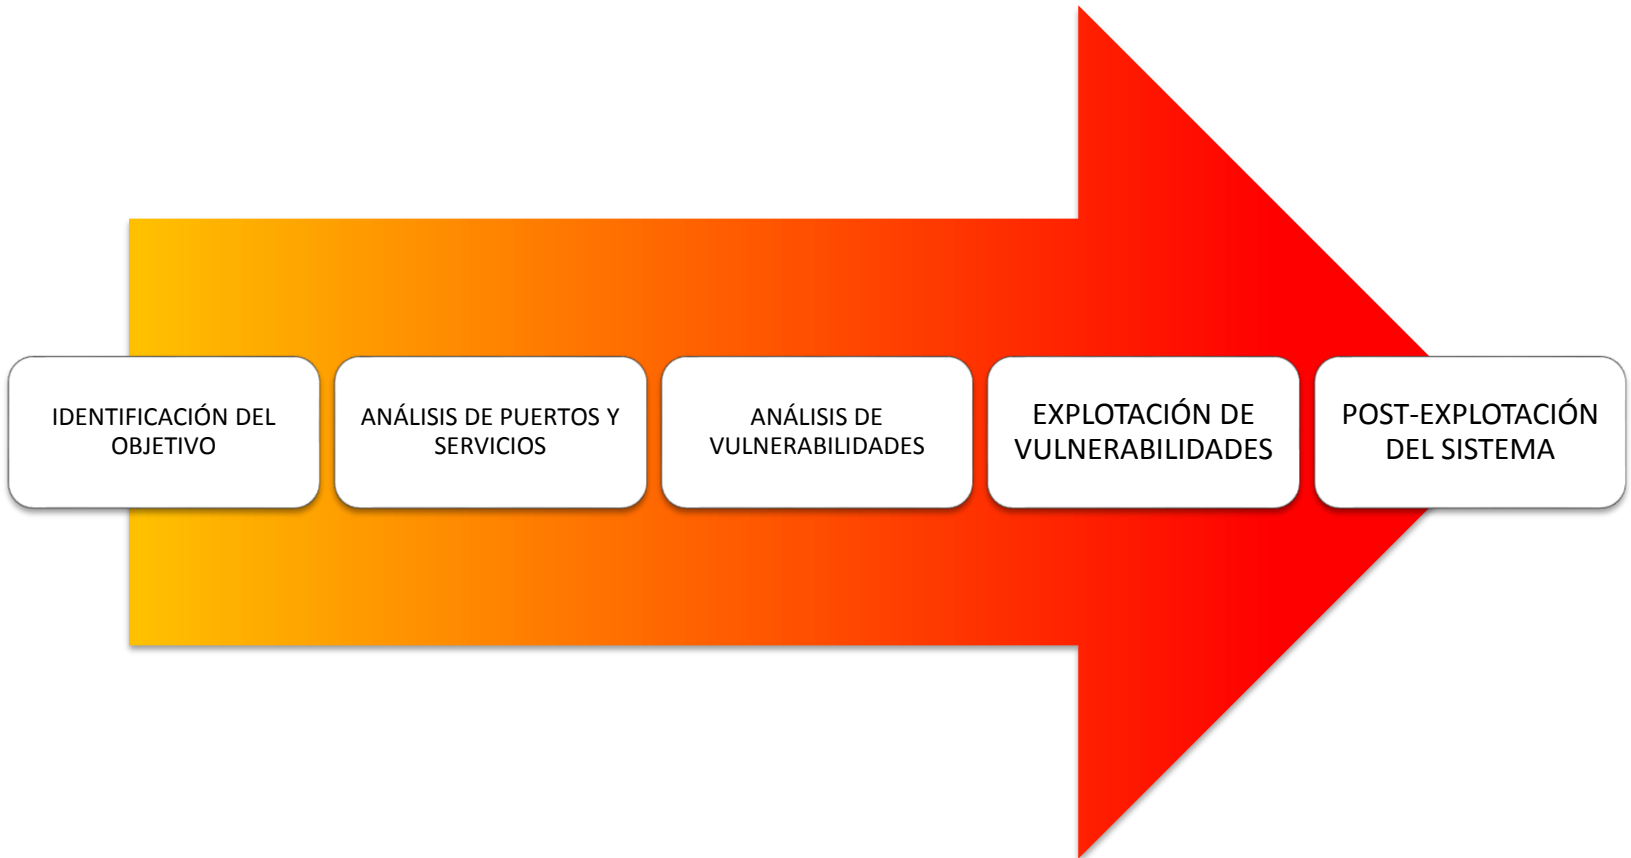 IDENTIFICACIÓN DEL
OBJETIVO
ANÁLISIS DE PUERTOS Y
SERVICIOS
ANÁLISIS DE
VULNERABILIDADES
EXPLOTACIÓN DE
VULNERABILIDADES
POST-EXPLOTACIÓN
DEL SISTEMA